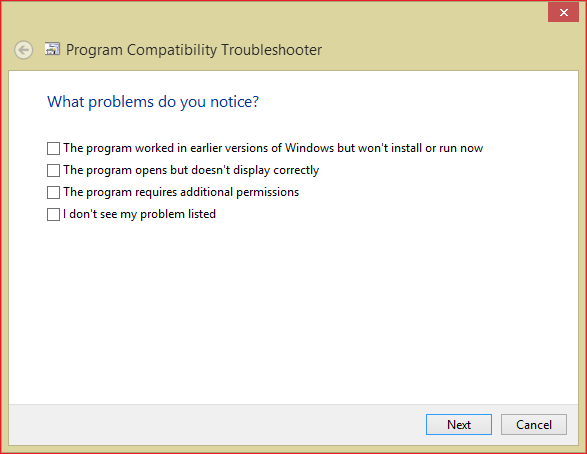 Program Compatibility Troubleshooter
What problems do you notice?
The program worked in earlier versions of Windows but won't install or run now
The program opens but doesn't display correctly
The program requires additional permissions
I don't see my problem listed
Next Cancel